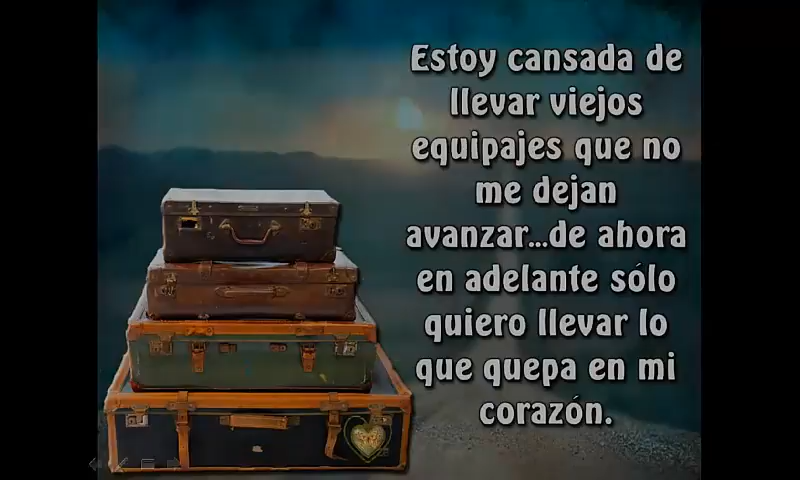 Estoy cansada de
llevar viejos
equipajes que no
me dejan
avanzar...de ahora
en adelante sólo
quiero llevar lo
que quepa en mi
corazón.